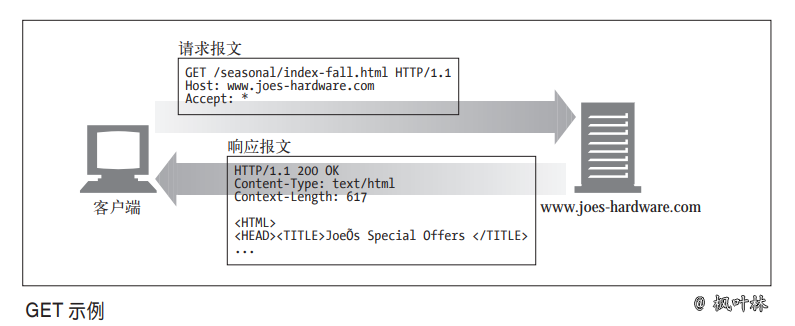 请求报文
GET /seasonal/index-fall.html HTTP/1.1
Host: www.joes-hardware.com
Accept: *
响应报文
HTTP/1.1 200 OK
Content-Type: text/html
Context-Length: 617
<HTML>
<HEAD><TITLE>JoeÕs Special Offers </TITLE>
...
客户端
www.joes-hardware.com
GET 示例
@ 枫叶林